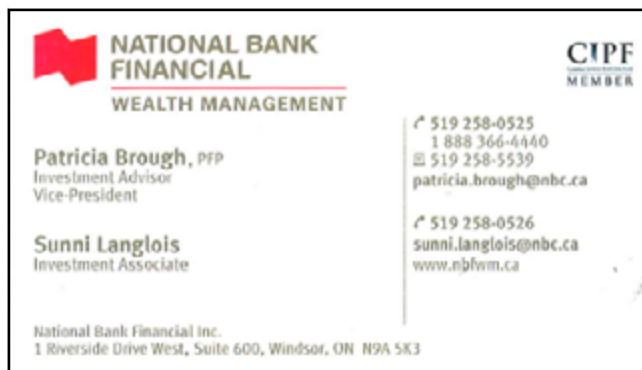 NATIONAL BANK
FINANCIAL
WEALTH MANAGEMENT
CIPF
MEMBER
Patricia Brough, PFP
Investment Advisor
Vice-President
Sunni Langlois
Investment Associate
519 258-0525
1 888 366-4440
519 258-5539
patricia.brough@nbc.ca
519 258-0526
sunni.langlois@nbc.ca
www.nbfwm.ca
National Bank Financial Inc.
1 Riverside Drive West, Suite 600, Windsor, ON N9A 5K3